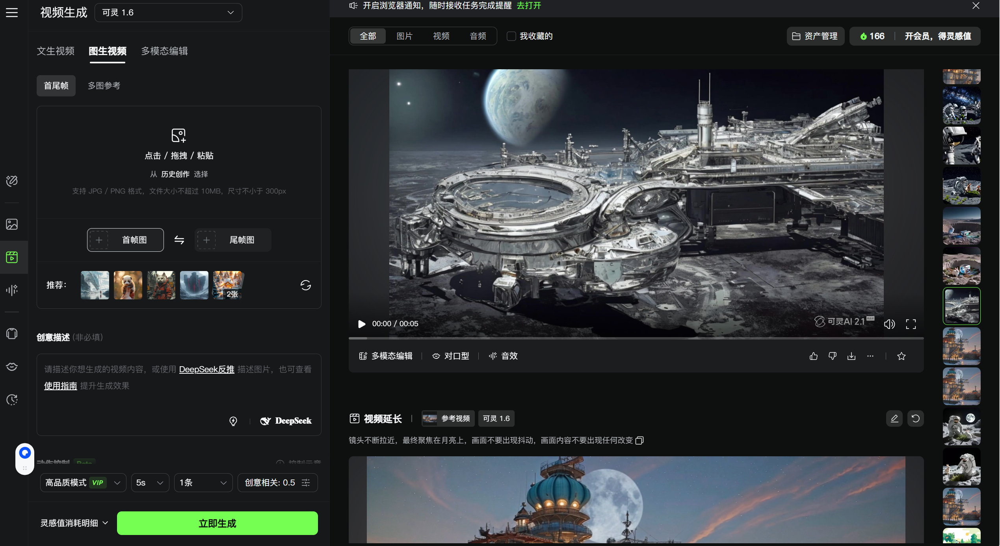 视频生成
可灵 1.6
文生视频 图生视频 多模态编辑
首尾帧 多图参考
点击 / 拖拽 / 粘贴
从 历史创作 选择
支持 JPG / PNG 格式，文件大小不超过 10MB，尺寸不小于 300px
首帧图 尾帧图
推荐：
2张
创意描述 (非必填)
请描述你想生成的视频内容，或使用 DeepSeek反推 描述图片，也可查看
使用指南 提升生成效果
DeepSeek
动作控制 Beta 控制示意
高品质模式 VIP 5s 1条 创意相关: 0.5
灵感值消耗明细 立即生成
开启浏览器通知，随时接收任务完成提醒 去打开
全部 图片 视频 音频 我收藏的
资产管理 166 开会员，得灵感值
00:00 / 00:05
可灵AI 2.1
多模态编辑 对口型 音效
视频延长 参考视频 可灵 1.6
镜头不断拉近，最终聚焦在月亮上，画面不要出现抖动，画面内容不要出现任何改变